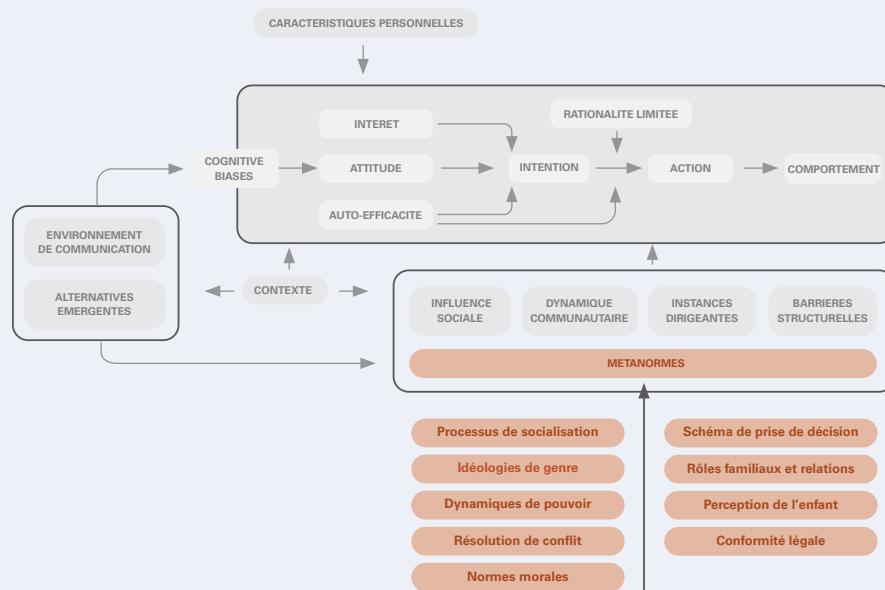 CARACTERISTIQUES PERSONNELLES
INTERET
RATIONALITE LIMITEE
COGNITIVE
BIASES
ATTITUDE
INTENTION
ACTION
COMPORTEMENT
AUTO-EFFICACITE
ENVIRONNEMENT
DE COMMUNICATION
ALTERNATIVES
EMERGENTES
CONTEXTE
INFLUENCE
SOCIALE
DYNAMIQUE
COMMUNAUTAIRE
INSTANCES
DIRIGEANTES
BARRIERES
STRUCTURELLES
METANORMES
Processus de socialisation
Idéologies de genre
Dynamiques de pouvoir
Résolution de conflit
Normes morales
Schéma de prise de décision
Rôles familiaux et relations
Perception de l’enfant
Conformité légale